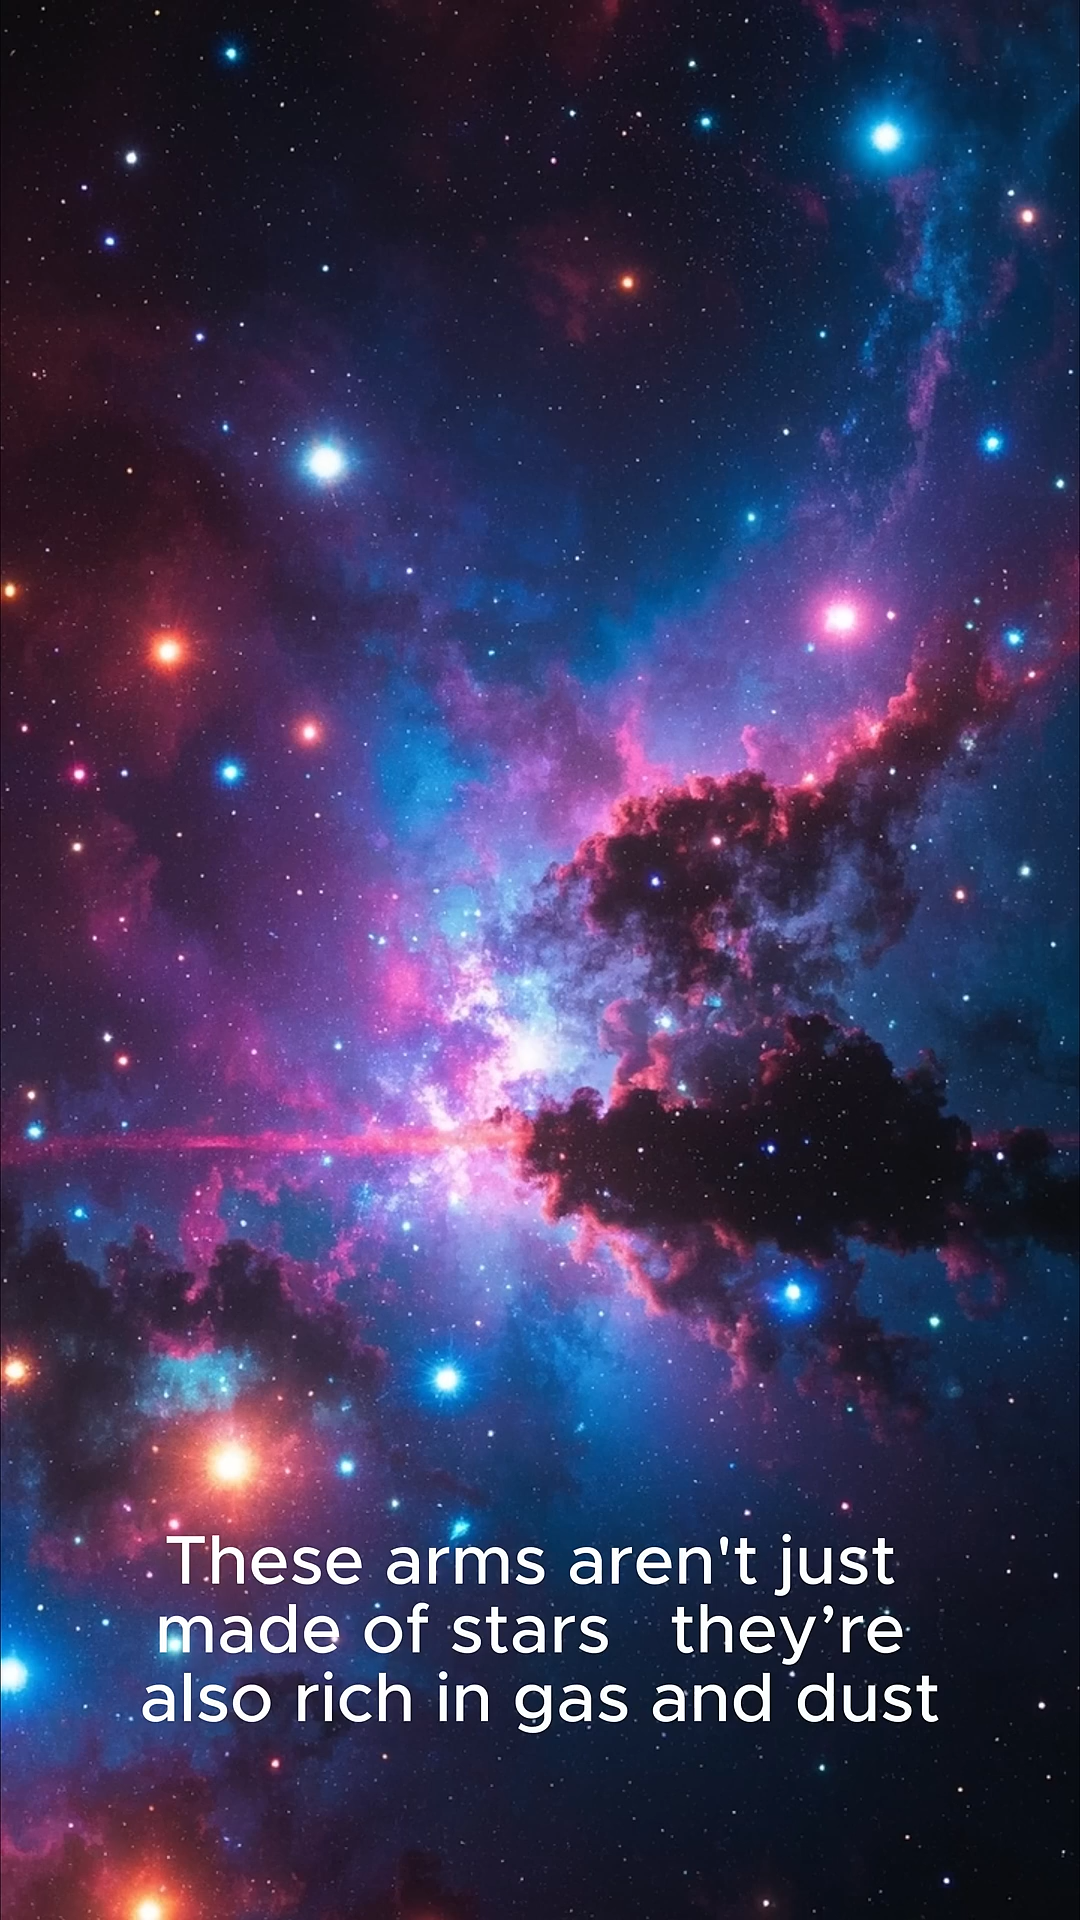 These arms aren't just
made of stars   they’re
also rich in gas and dust